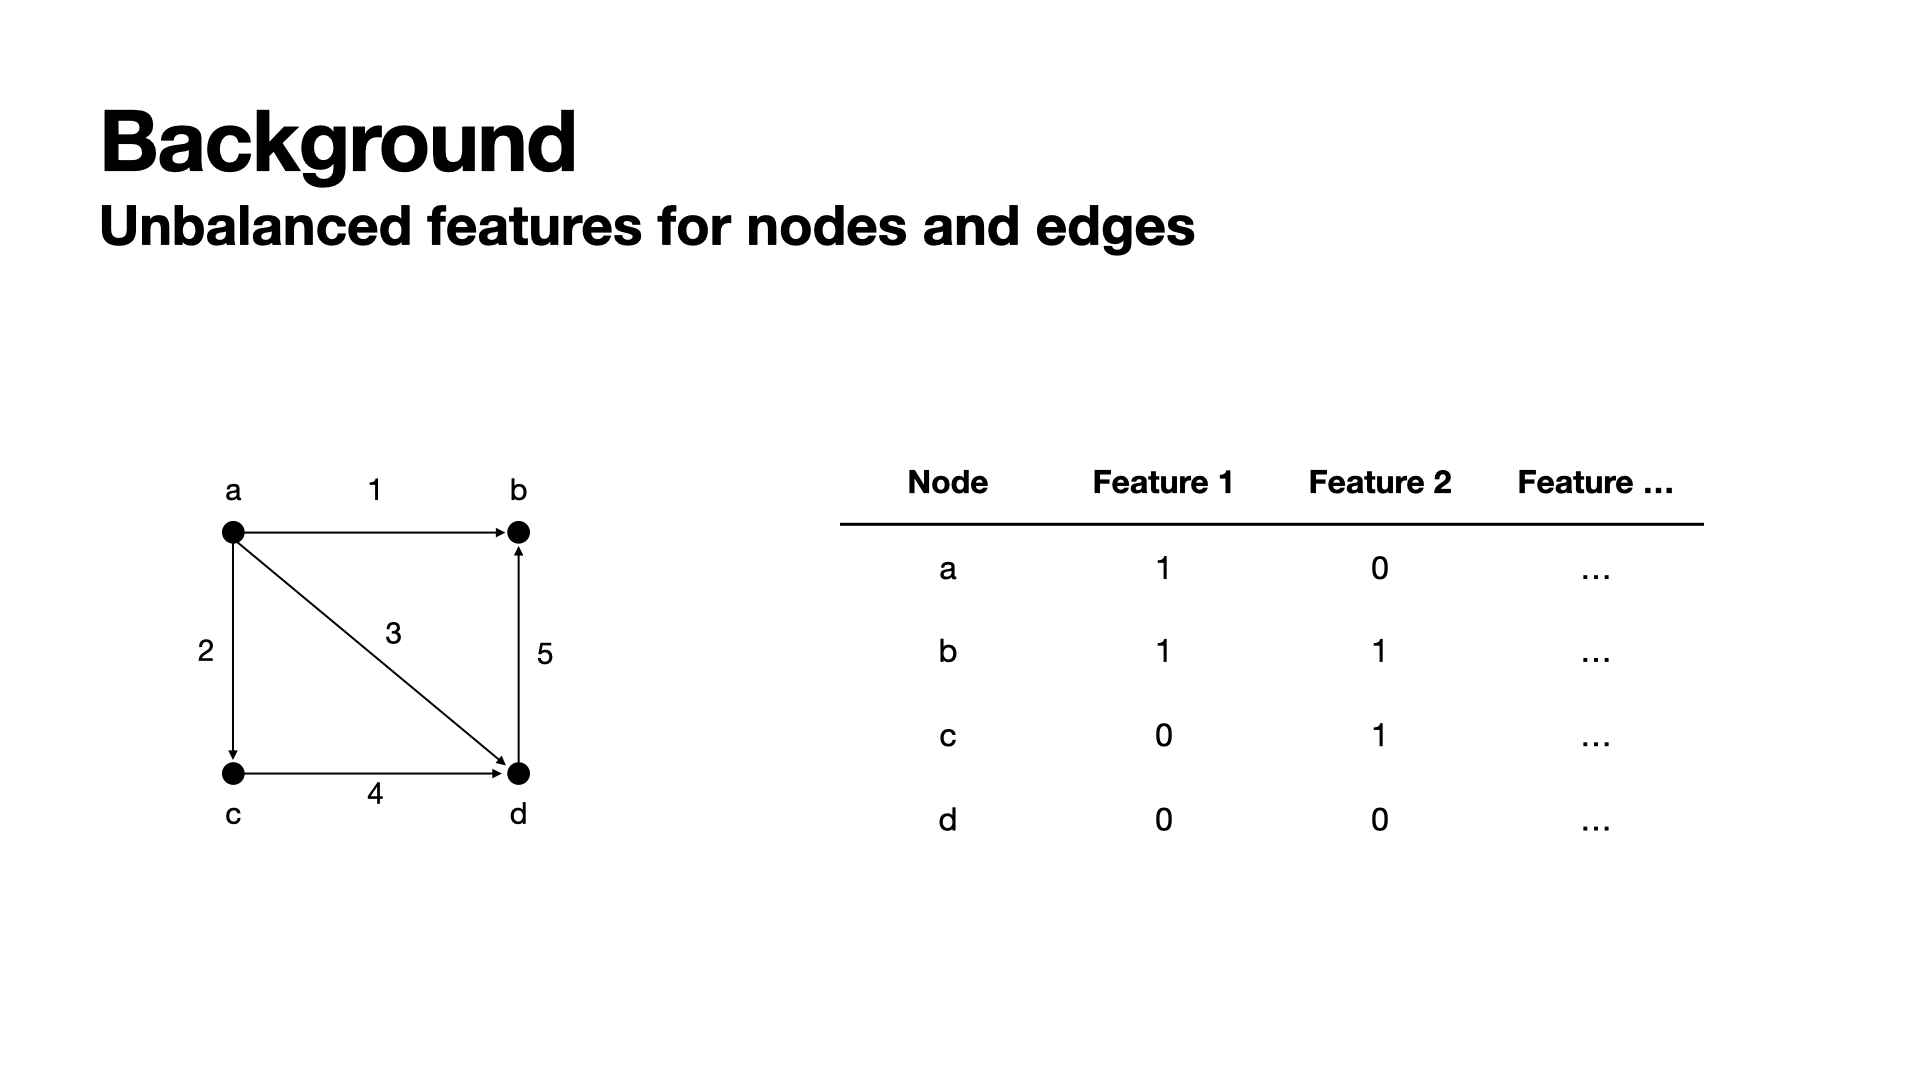 Background
Unbalanced features for nodes and edges
a 1 b
2 3 5
4
c d
Node Feature 1 Feature 2 Feature …
a 1 0 …
b 1 1 …
c 0 1 …
d 0 0 …